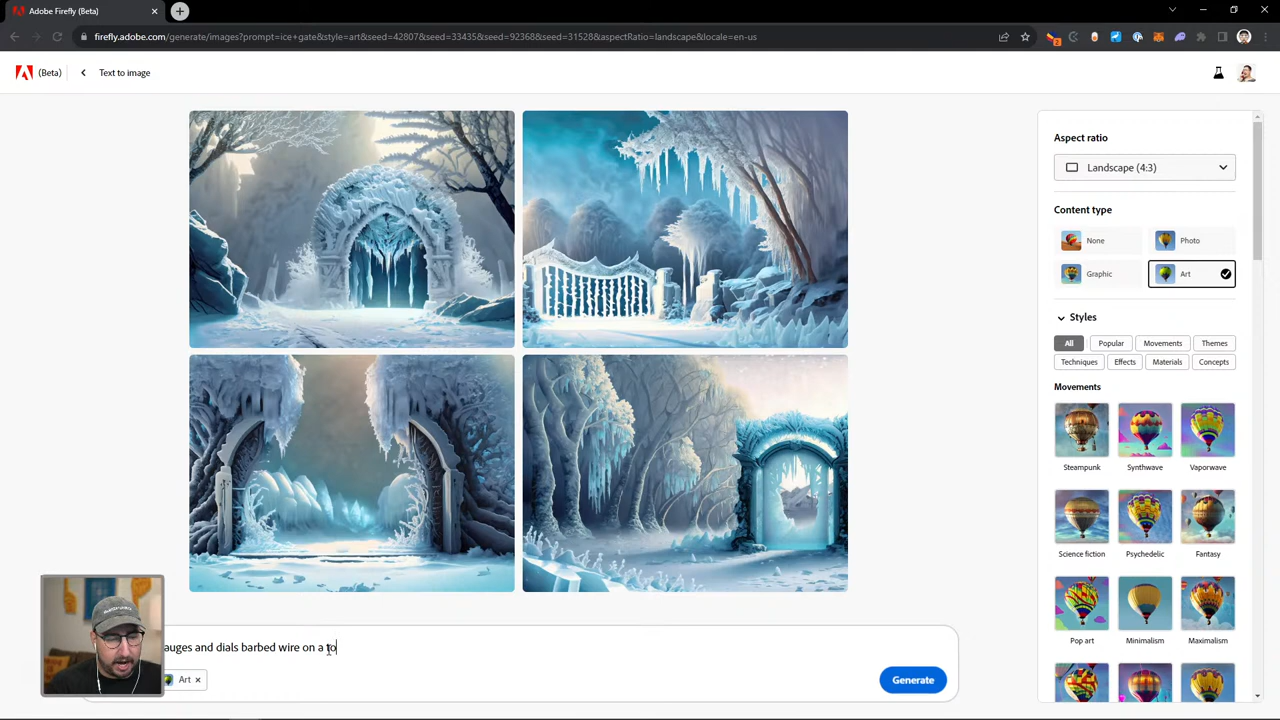 Adobe Firefly (Beta)
firefly.adobe.com/generate/images?prompt=ice+gate&style=art&seed=42807&seed=33435&seed=92368&seed=31528&aspectRatio=landscape&locale=en-us
(Beta)
Text to image
Aspect ratio
Landscape (4:3)
Content type
None
Photo
Graphic
Art
Styles
All
Popular
Movements
Themes
Techniques
Effects
Materials
Concepts
Movements
Steampunk
Synthwave
Vaporwave
Science fiction
Psychedelic
Fantasy
Pop art
Minimalism
Maximalism
auges and dials barbed wire on a to
Art
Generate